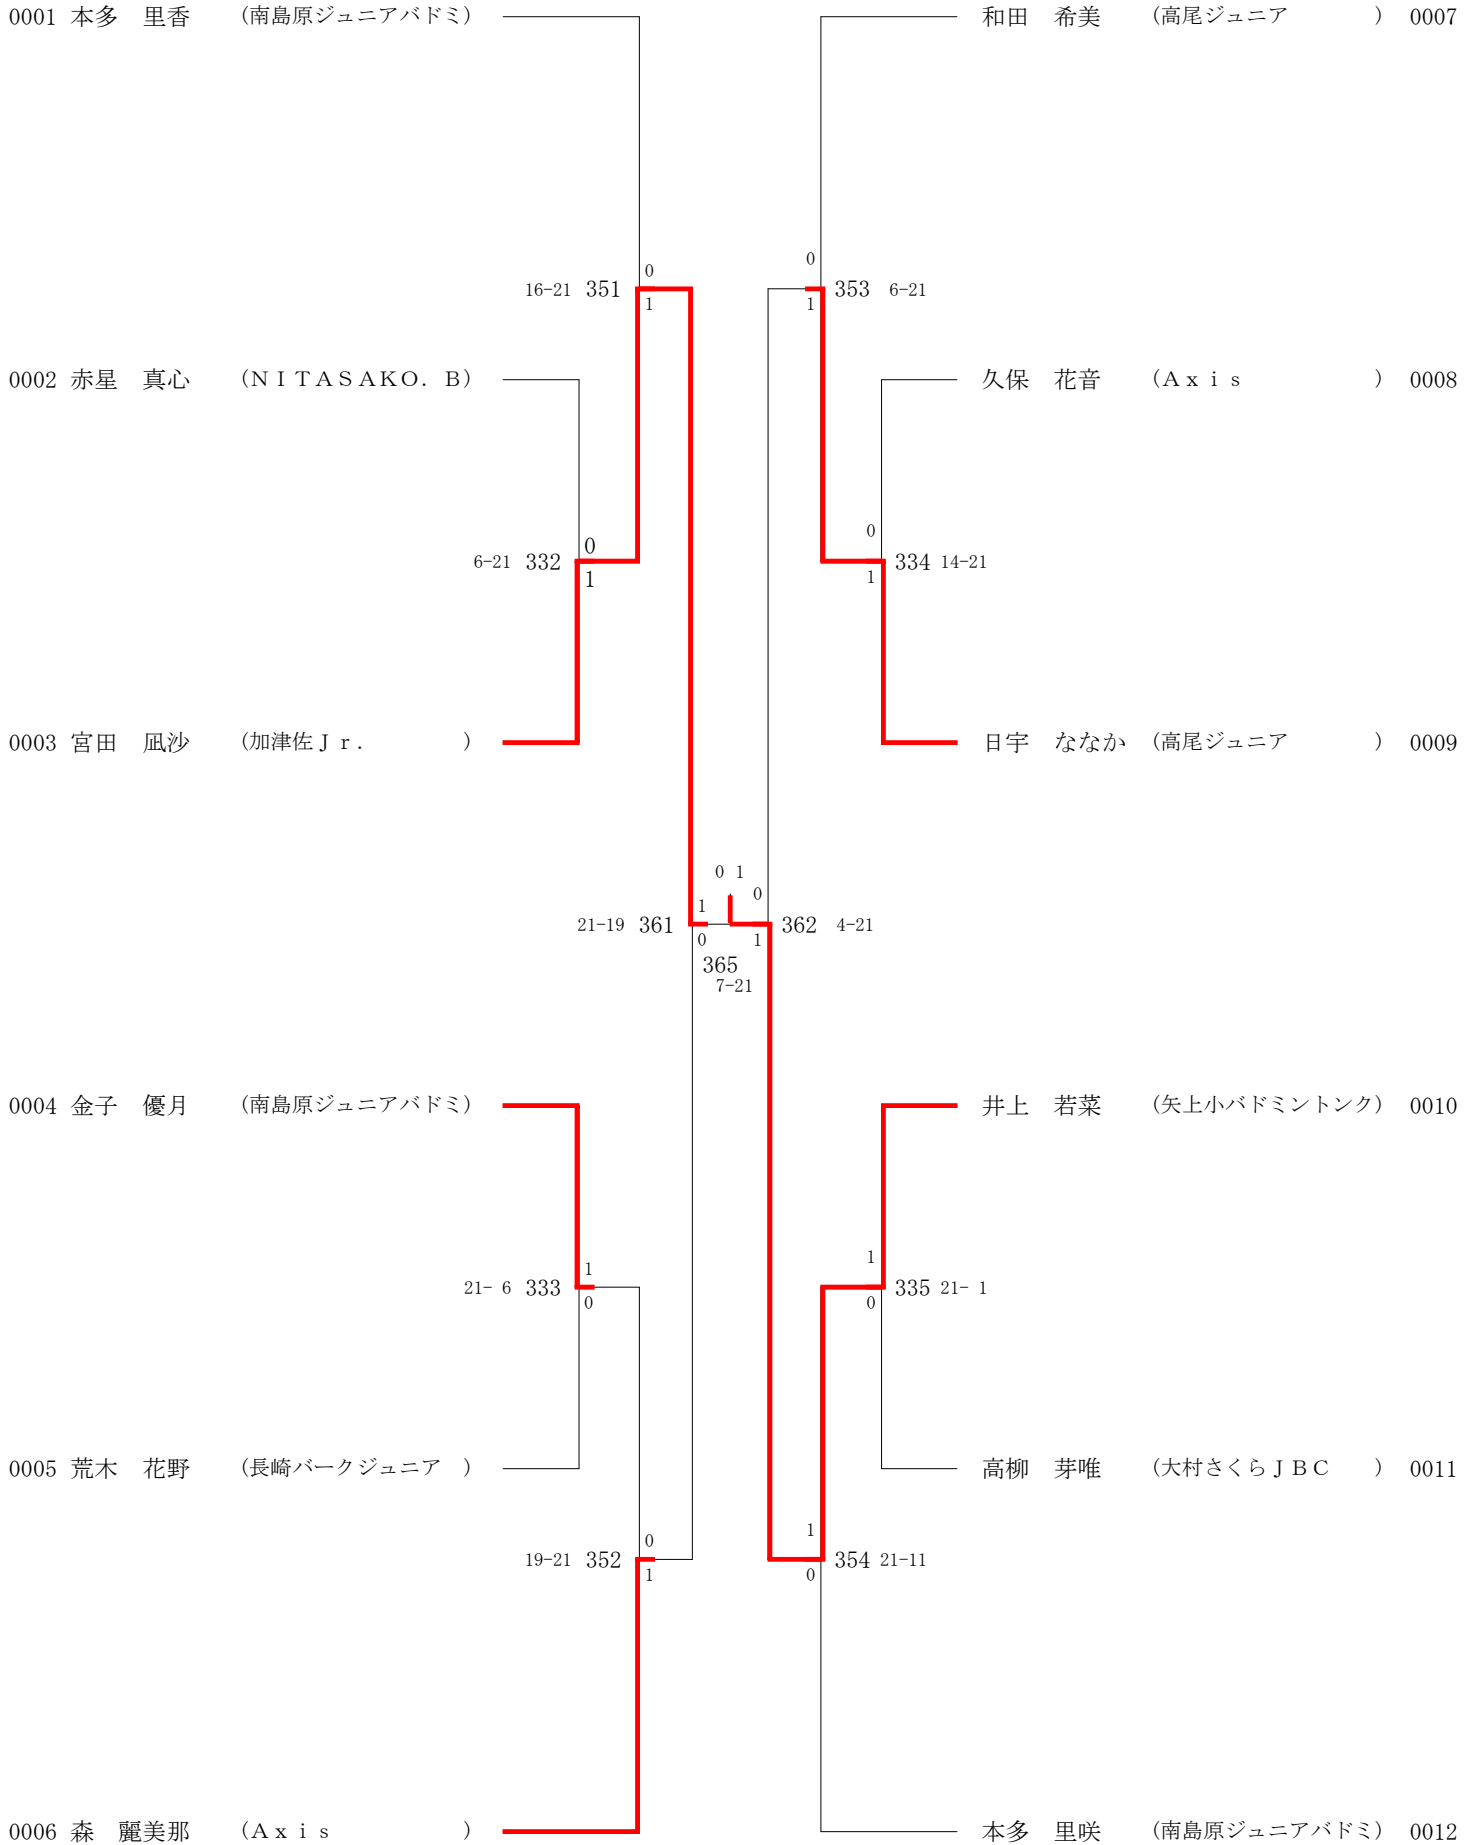 0001 本多　里香　(南島原ジュニアバドミ)
和田　希美　(高尾ジュニア　) 0007
0
0
16-21 351
353 6-21
1
1
0002 赤星　真心　(ＮＩＴＡＳＡＫＯ．Ｂ)
久保　花音　(Ａｘｉｓ　) 0008
0
0
6-21 332
334 14-21
1
1
0003 宮田　凪沙　(加津佐Ｊｒ．　)
日宇　ななか　(高尾ジュニア　) 0009
0 1
1
0
21-19 361
362 4-21
0
1
365
7-21
0004 金子　優月　(南島原ジュニアバドミ)
井上　若菜　(矢上小バドミントンク) 0010
1
1
21- 6 333
335 21- 1
0
0
0005 荒木　花野　(長崎パークジュニア　)
高柳　芽唯　(大村さくらＪＢＣ　) 0011
0
1
19-21 352
354 21-11
1
0
0006 森　麗美那　(Ａｘｉｓ　)
本多　里咲　(南島原ジュニアバドミ) 0012